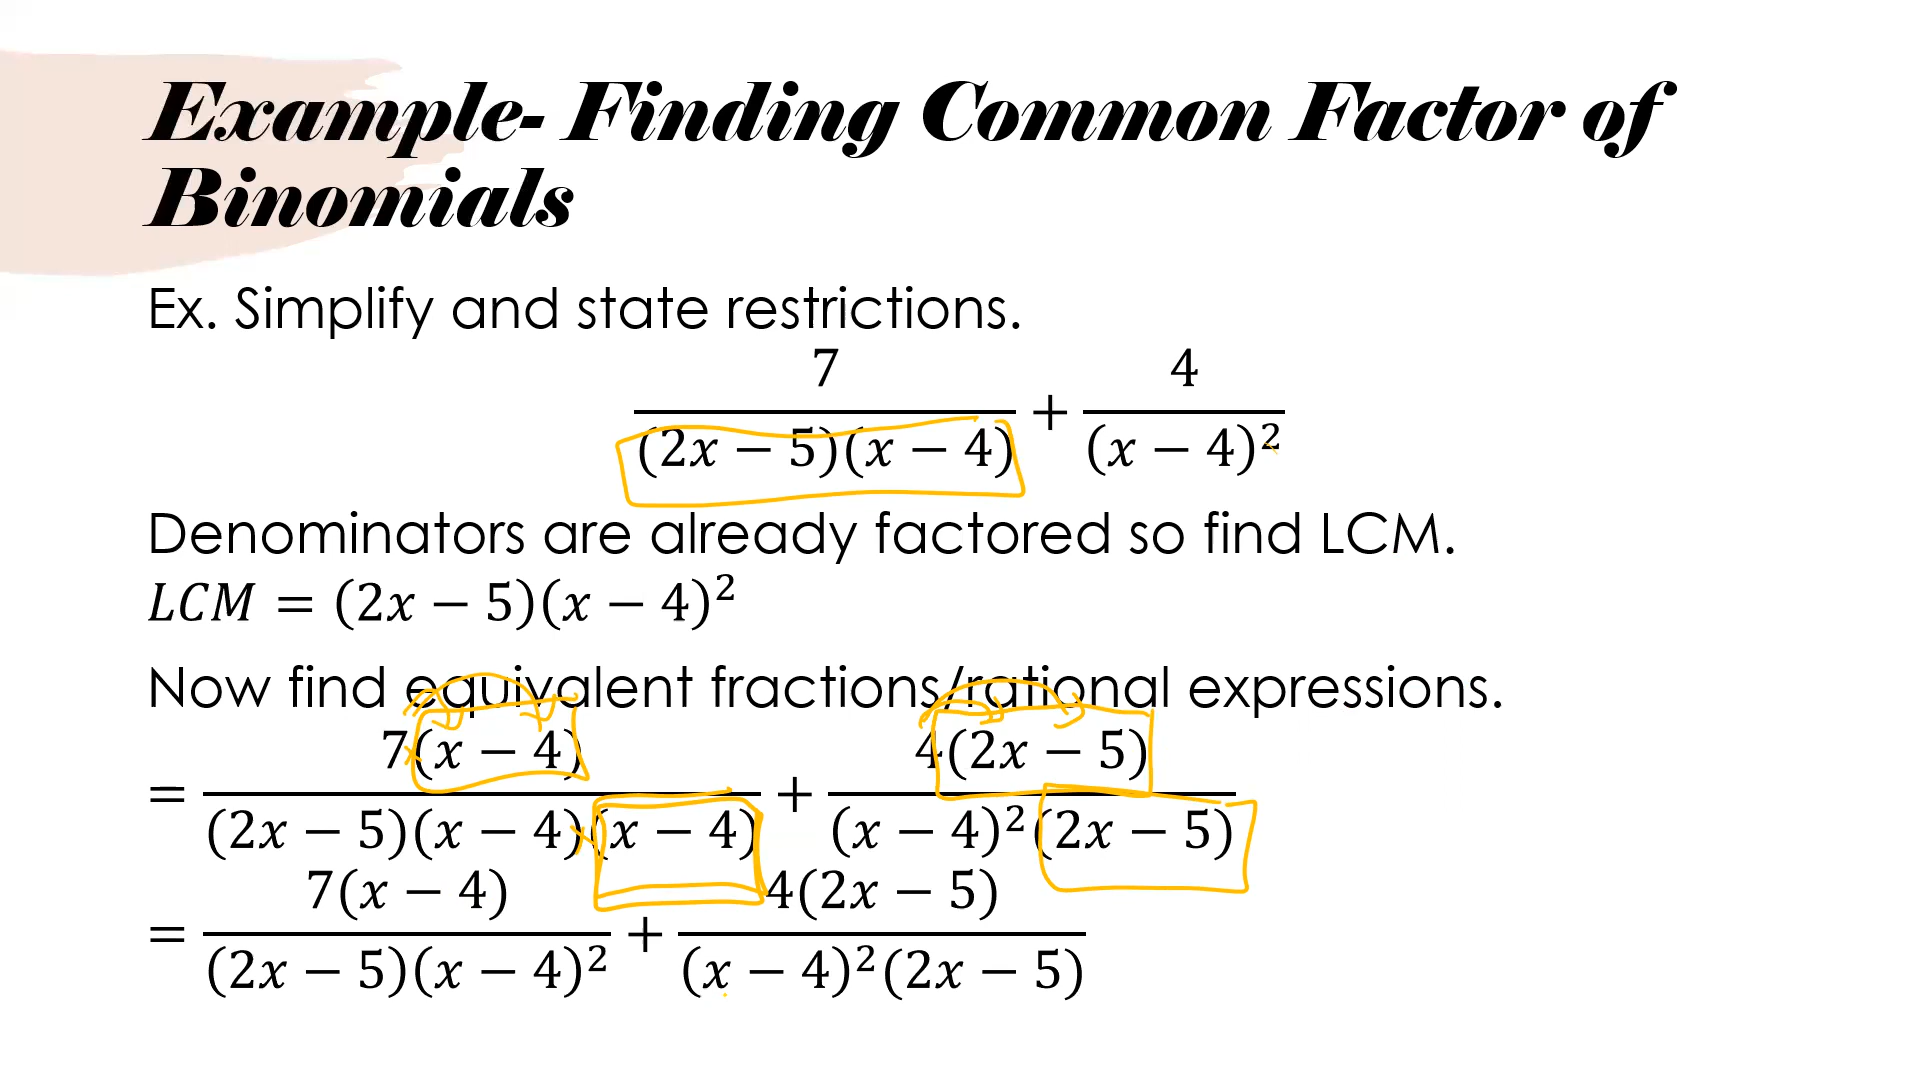 Example- Finding Common Factor of
Binomials
Ex. Simplify and state restrictions.
7/((2x − 5)(x − 4)) + 4/(x − 4)²
Denominators are already factored so find LCM.
LCM = (2x − 5)(x − 4)²
Now find equivalent fractions/rational expressions.
= 7(x − 4)/((2x − 5)(x − 4)(x − 4)) + 4(2x − 5)/((x − 4)²(2x − 5))
= 7(x − 4)/((2x − 5)(x − 4)²) + 4(2x − 5)/((x − 4)²(2x − 5))